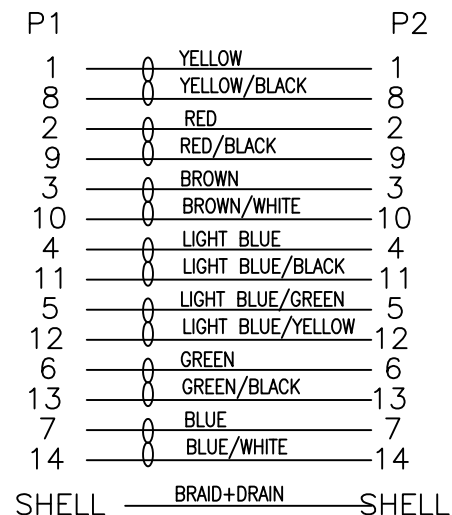 P1 P2
1 YELLOW 1
8 YELLOW/BLACK 8
2 RED 2
9 RED/BLACK 9
3 BROWN 3
10 BROWN/WHITE 10
4 LIGHT BLUE 4
11 LIGHT BLUE/BLACK 11
5 LIGHT BLUE/GREEN 5
12 LIGHT BLUE/YELLOW 12
6 GREEN 6
13 GREEN/BLACK 13
7 BLUE 7
14 BLUE/WHITE 14
SHELL BRAID+DRAIN SHELL